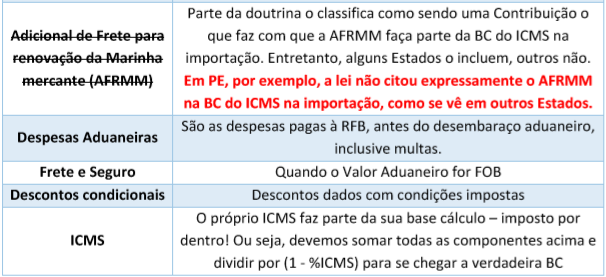 Adicional de Frete para
renovação da Marinha
mercante (AFRMM)
Parte da doutrina o classifica como sendo uma Contribuição o
que faz com que a AFRMM faça parte da BC do ICMS na
importação. Entretanto, alguns Estados o incluem, outros não.
Em PE, por exemplo, a lei não citou expressamente o AFRMM
na BC do ICMS na importação, como se vê em outros Estados.
Despesas Aduaneiras
São as despesas pagas à RFB, antes do desembaraço aduaneiro,
inclusive multas.
Frete e Seguro
Quando o Valor Aduaneiro for FOB
Descontos condicionais
Descontos dados com condições impostas
ICMS
O próprio ICMS faz parte da sua base cálculo – imposto por
dentro! Ou seja, devemos somar todas as componentes acima e
dividir por (1 - %ICMS) para se chegar a verdadeira BC